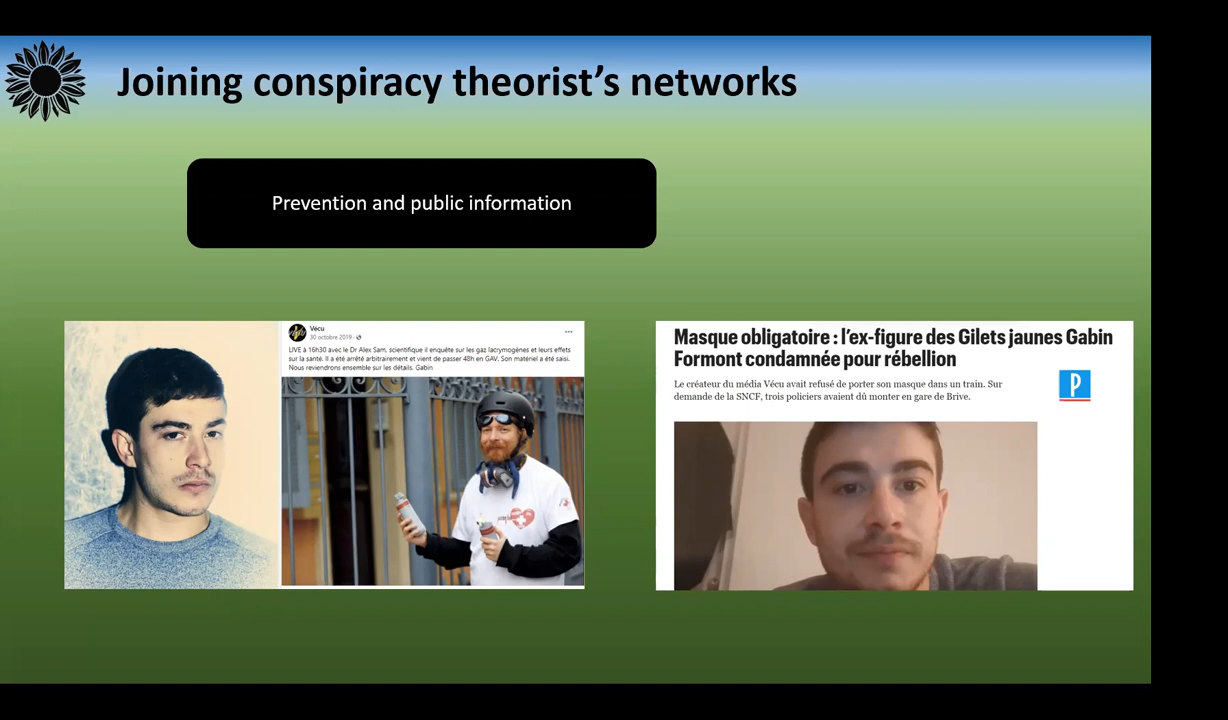 Joining conspiracy theorist’s networks
Prevention and public information
Vécu
30 octobre 2019 ·
LIVE à 16h30 avec le Dr Alex Sam, scientifique il enquête sur les gaz lacrymogènes et leurs effets
sur la santé. Il a été arrêté arbitrairement et vient de passer 48h en GAV. Son matériel a été saisi.
Nous reviendrons ensemble sur les détails. Gabin
Masque obligatoire : l’ex-figure des Gilets jaunes Gabin
Formont condamnée pour rébellion
Le créateur du média Vécu avait refusé de porter son masque dans un train. Sur
demande de la SNCF, trois policiers avaient dû monter en gare de Brive.
P